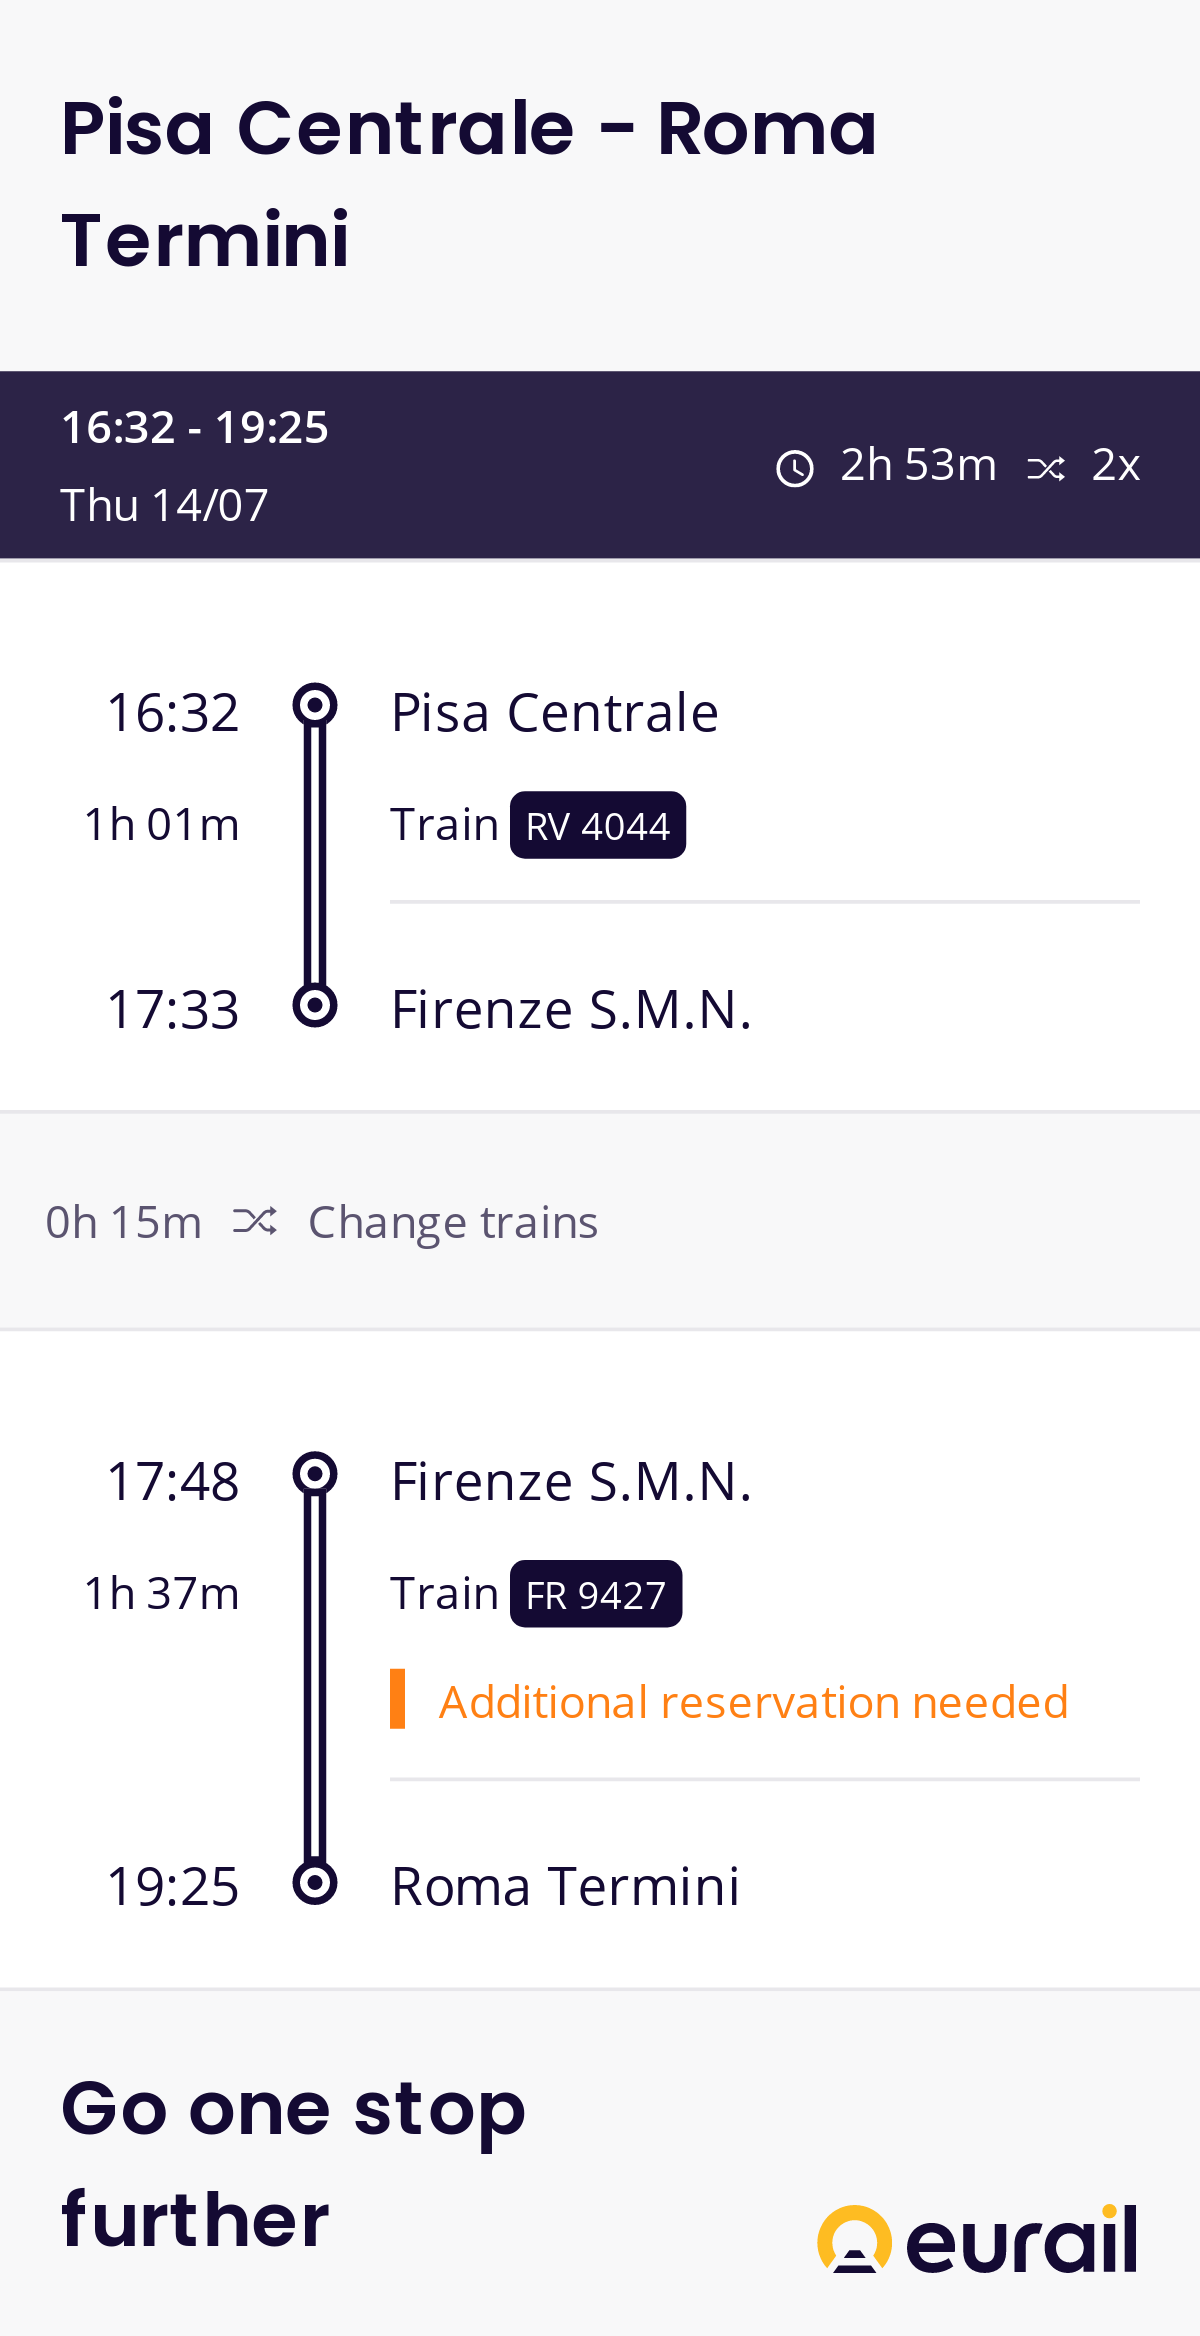 Pisa Centrale - Roma
Termini
16:32 - 19:25
Thu 14/07
2h 53m 2x
16:32 Pisa Centrale
1h 01m Train RV 4044
17:33 Firenze S.M.N.
0h 15m Change trains
17:48 Firenze S.M.N.
1h 37m Train FR 9427
Additional reservation needed
19:25 Roma Termini
Go one stop
further
eurail